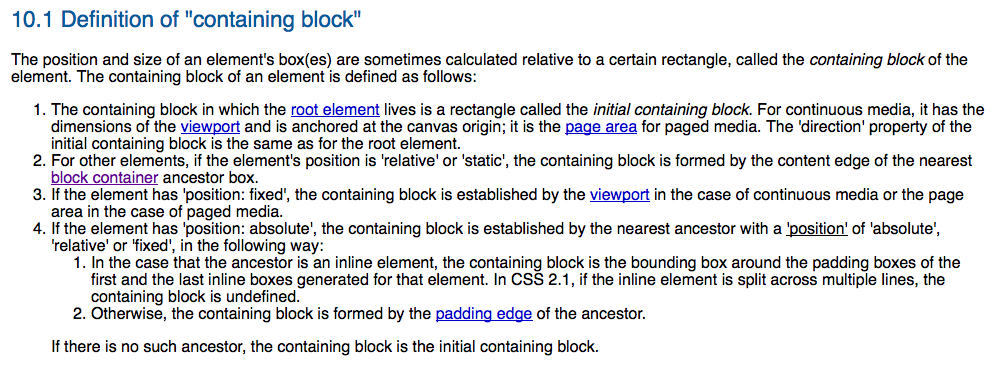 10.1 Definition of "containing block"
The position and size of an element's box(es) are sometimes calculated relative to a certain rectangle, called the containing block of the
element. The containing block of an element is defined as follows:
1. The containing block in which the root element lives is a rectangle called the initial containing block. For continuous media, it has the
dimensions of the viewport and is anchored at the canvas origin; it is the page area for paged media. The 'direction' property of the
initial containing block is the same as for the root element.
2. For other elements, if the element's position is 'relative' or 'static', the containing block is formed by the content edge of the nearest
block container ancestor box.
3. If the element has 'position: fixed', the containing block is established by the viewport in the case of continuous media or the page
area in the case of paged media.
4. If the element has 'position: absolute', the containing block is established by the nearest ancestor with a 'position' of 'absolute',
'relative' or 'fixed', in the following way:
1. In the case that the ancestor is an inline element, the containing block is the bounding box around the padding boxes of the
first and the last inline boxes generated for that element. In CSS 2.1, if the inline element is split across multiple lines, the
containing block is undefined.
2. Otherwise, the containing block is formed by the padding edge of the ancestor.
If there is no such ancestor, the containing block is the initial containing block.